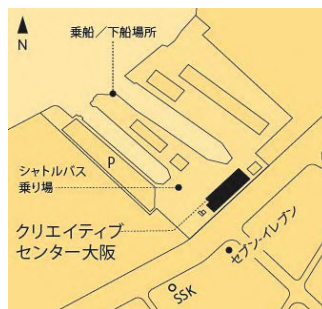 乗船／下船場所
N
P
シャトルバス
乗り場
クリエイティブ
センター大阪
セブン-イレブン
SSK